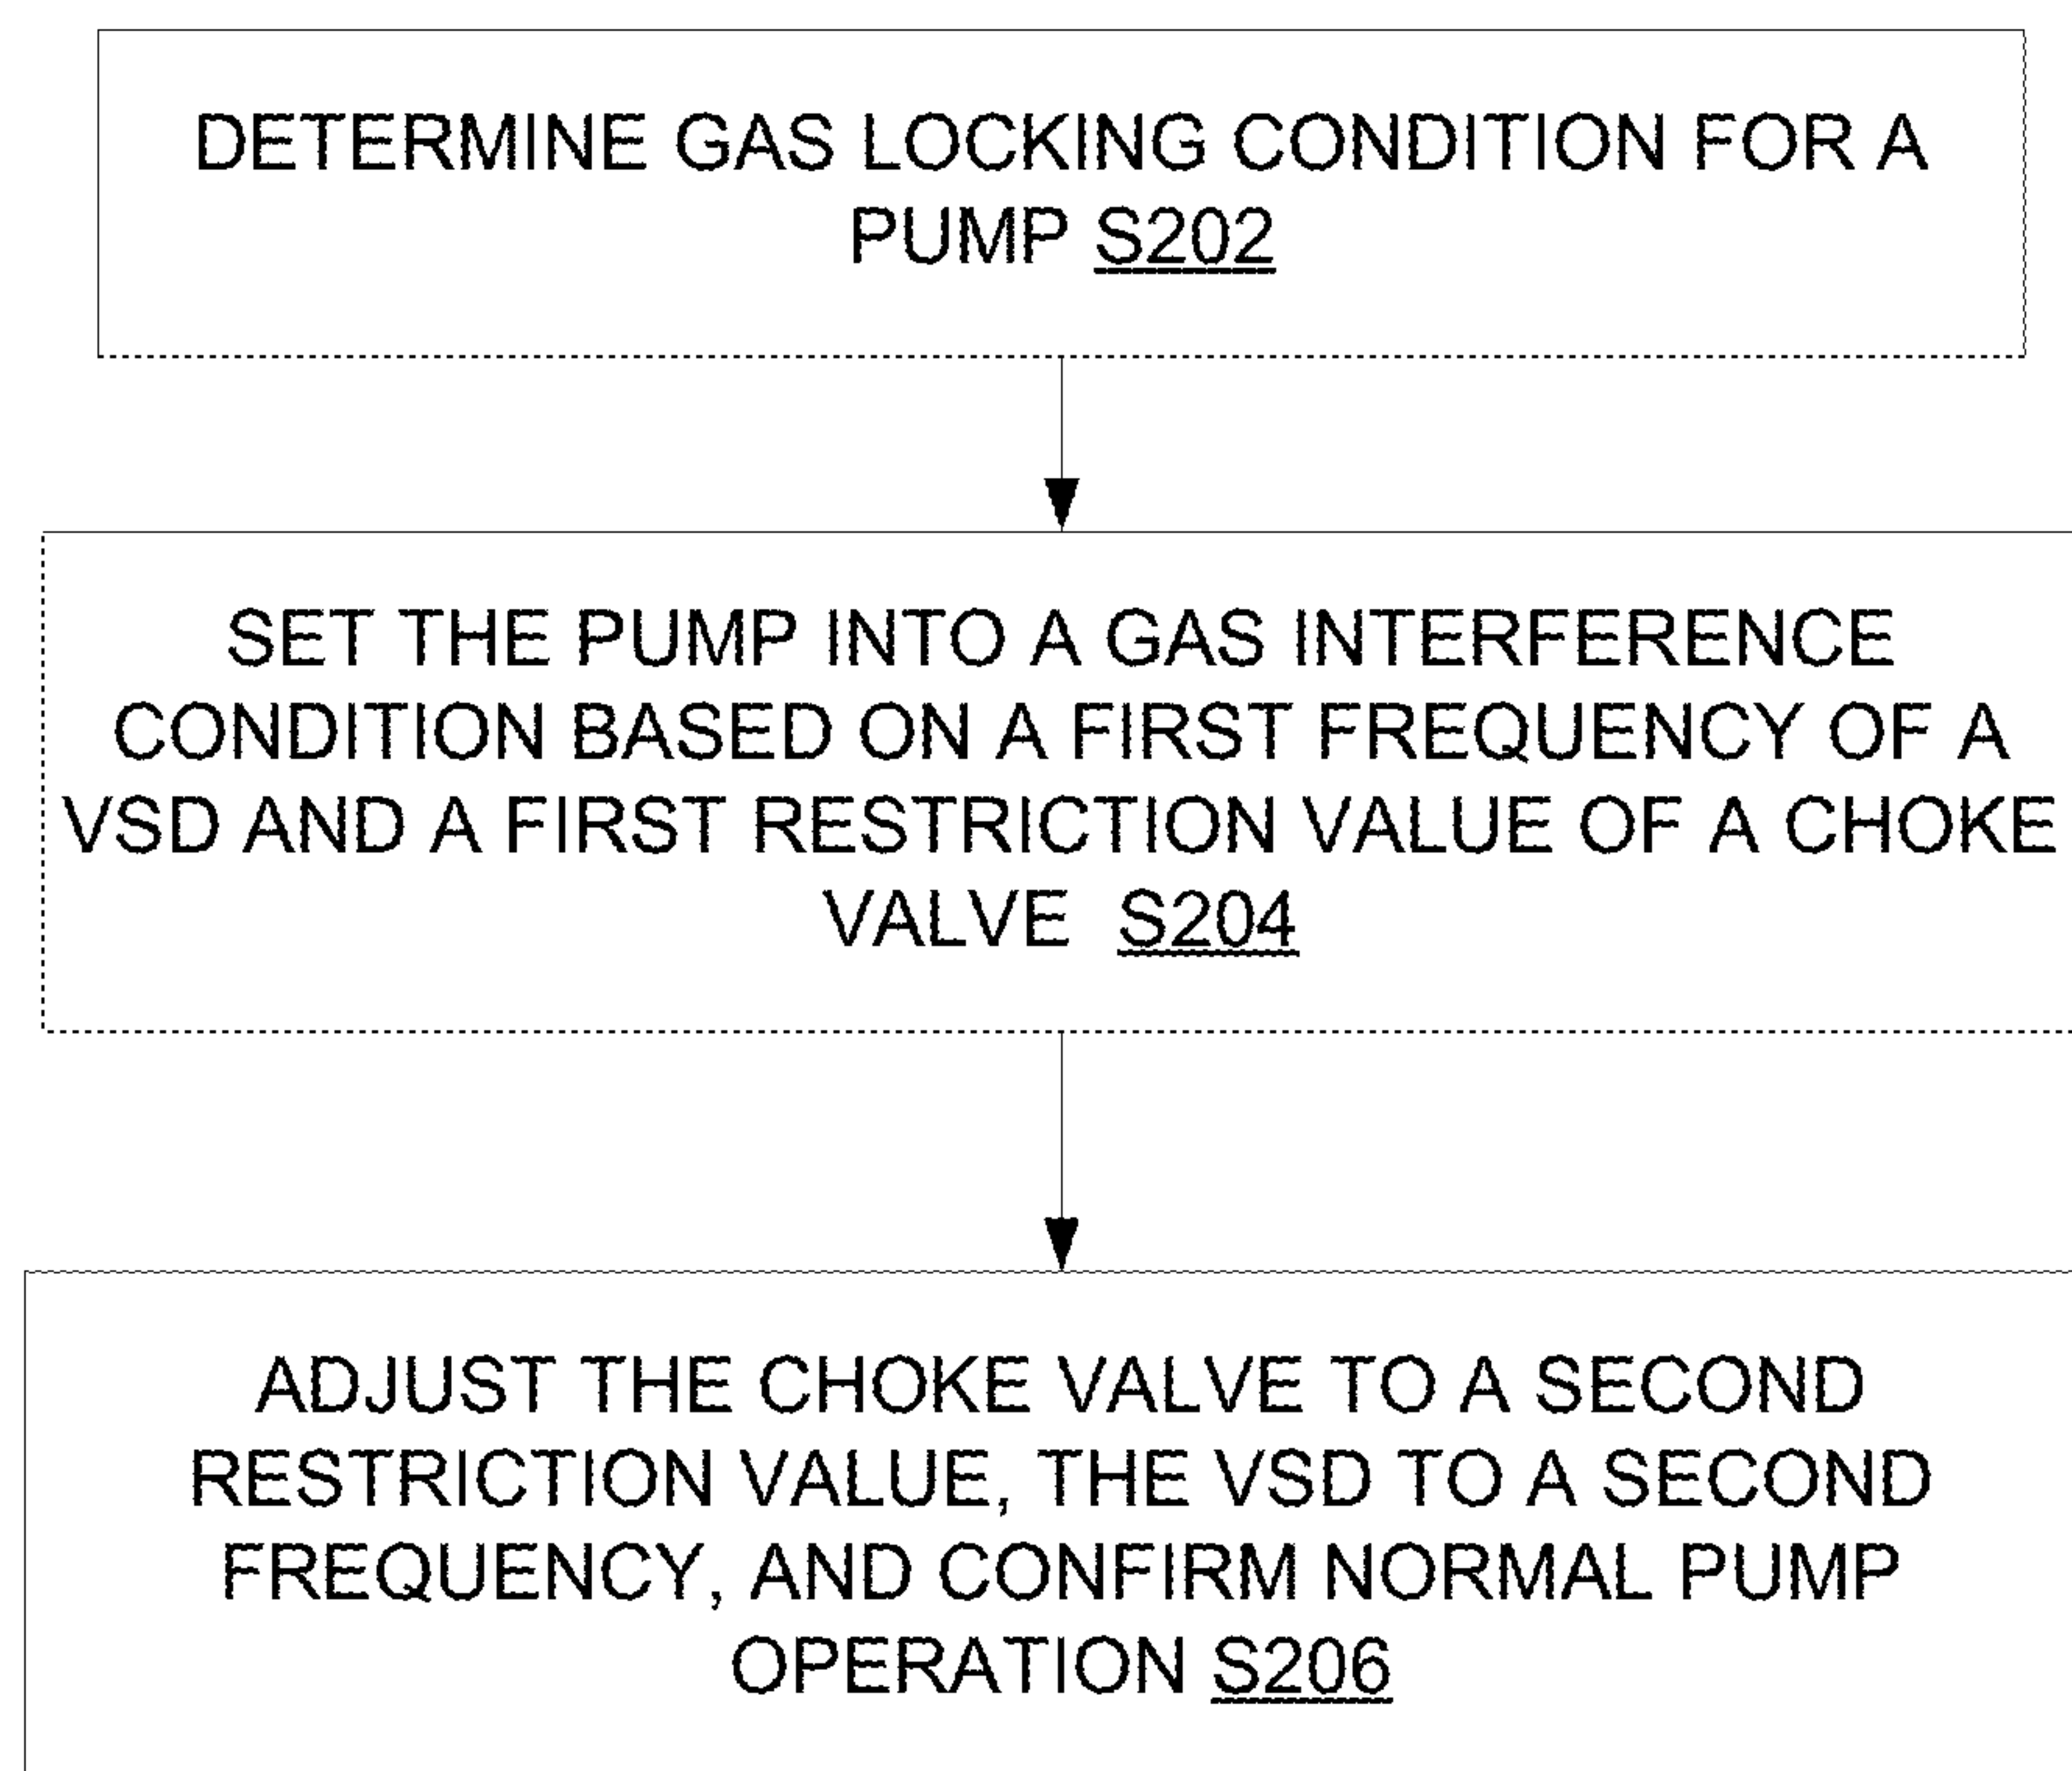 DETERMINE GAS LOCKING CONDITION FOR A
PUMP S202
SET THE PUMP INTO A GAS INTERFERENCE
CONDITION BASED ON A FIRST FREQUENCY OF A
VSD AND A FIRST RESTRICTION VALUE OF A CHOKE
VALVE S204
ADJUST THE CHOKE VALVE TO A SECOND
RESTRICTION VALUE, THE VSD TO A SECOND
FREQUENCY, AND CONFIRM NORMAL PUMP
OPERATION S206